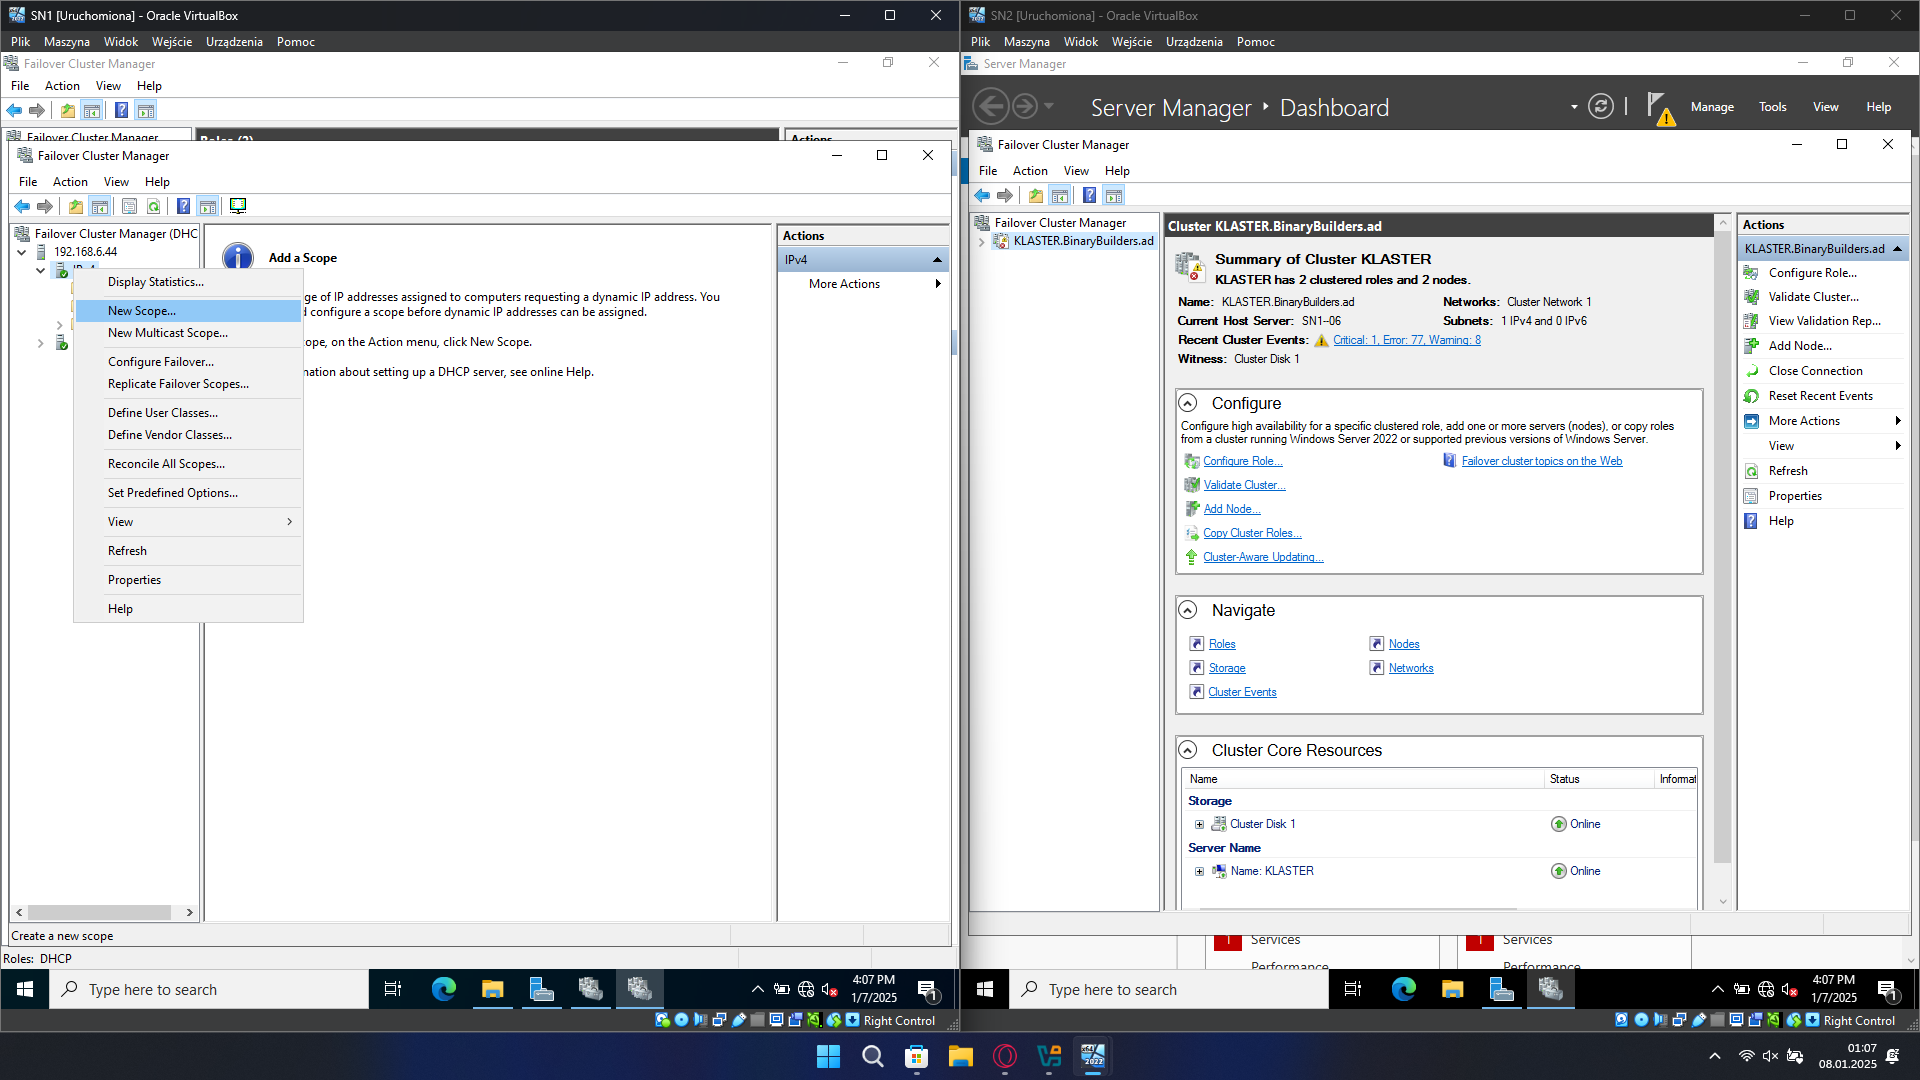 SN1 [Uruchomiona] - Oracle VirtualBox
Plik Maszyna Widok Wejście Urządzenia Pomoc
Failover Cluster Manager
File Action View Help
Failover Cluster Manager
Actions
Failover Cluster Manager
File Action View Help
Failover Cluster Manager (DHC
192.168.6.44
Display Statistics...
New Scope...
New Multicast Scope...
Configure Failover...
Replicate Failover Scopes...
Define User Classes...
Define Vendor Classes...
Reconcile All Scopes...
Set Predefined Options...
View
Refresh
Properties
Help
Add a Scope
ge of IP addresses assigned to computers requesting a dynamic IP address. You
configure a scope before dynamic IP addresses can be assigned.
ope, on the Action menu, click New Scope.
nation about setting up a DHCP server, see online Help.
Actions
IPv4
More Actions
Create a new scope
Roles: DHCP
Type here to search
4:07 PM
1/7/2025
1
Right Control
SN2 [Uruchomiona] - Oracle VirtualBox
Plik Maszyna Widok Wejście Urządzenia Pomoc
Server Manager
Server Manager Dashboard
Manage Tools View Help
Failover Cluster Manager
File Action View Help
Failover Cluster Manager
KLASTER.BinaryBuilders.ad
Cluster KLASTER.BinaryBuilders.ad
Summary of Cluster KLASTER
KLASTER has 2 clustered roles and 2 nodes.
Name: KLASTER.BinaryBuilders.ad
Networks: Cluster Network 1
Current Host Server: SN1--06
Subnets: 1 IPv4 and 0 IPv6
Recent Cluster Events: Critical: 1, Error: 77, Warning: 8
Witness: Cluster Disk 1
Configure
Configure high availability for a specific clustered role, add one or more servers (nodes), or copy roles
from a cluster running Windows Server 2022 or supported previous versions of Windows Server.
Configure Role...
Failover cluster topics on the Web
Validate Cluster...
Add Node...
Copy Cluster Roles...
Cluster-Aware Updating...
Navigate
Roles
Nodes
Storage
Networks
Cluster Events
Cluster Core Resources
Name Status Informat
Storage
Cluster Disk 1 Online
Server Name
Name: KLASTER Online
Actions
KLASTER.BinaryBuilders.ad
Configure Role...
Validate Cluster...
View Validation Rep...
Add Node...
Close Connection
Reset Recent Events
More Actions
View
Refresh
Properties
Help
1 Services
Performance
1 Services
Performance
Type here to search
4:07 PM
1/7/2025
1
Right Control
01:07
08.01.2025